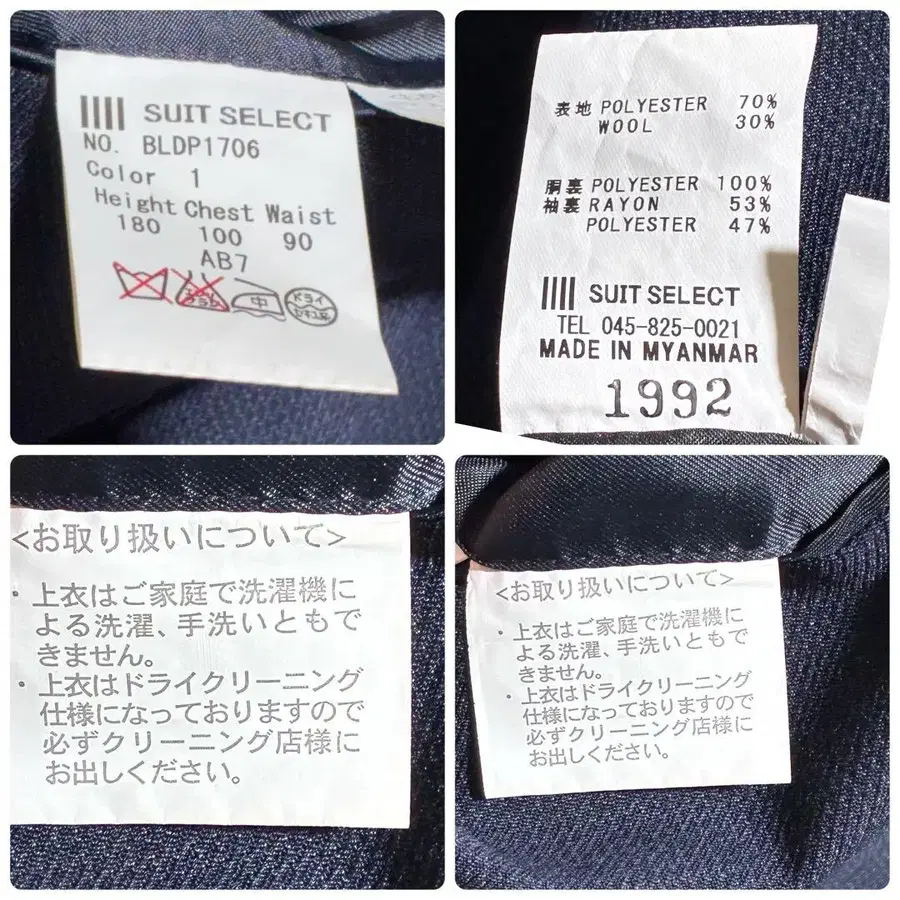 SUIT SELECT
NO. BLDP1706
Color 1
Height Chest Waist
180 100 90
AB7
中
ドライ
表地 POLYESTER 70%
WOOL 30%
胴裏 POLYESTER 100%
袖裏 RAYON 53%
POLYESTER 47%
SUIT SELECT
TEL 045-825-0021
MADE IN MYANMAR
1992
<お取り扱いについて>
・上衣はご家庭で洗濯機に
よる洗濯、手洗いともで
きません。
・上衣はドライクリーニング
仕様になっておりますので
必ずクリーニング店様に
お出しください。
<お取り扱いについて>
・上衣はご家庭で洗濯機に
よる洗濯、手洗いともで
きません。
・上衣はドライクリーニング
仕様になっておりますので
必ずクリーニング店様に
お出しください。